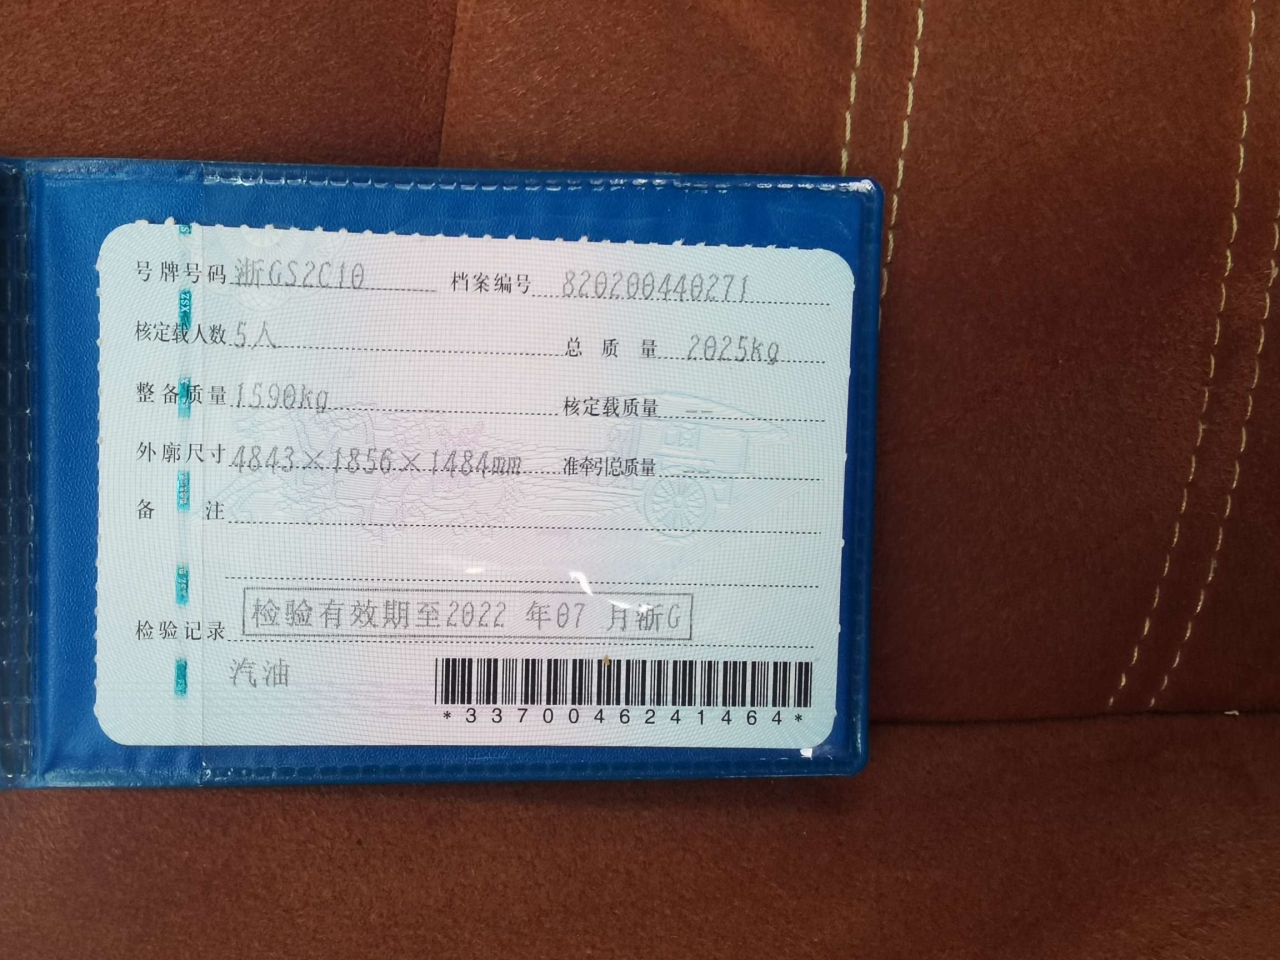 号牌号码 浙GS2C10 档案编号 820200440271
核定载人数 5人 总质量 2025kg
整备质量 1590kg 核定载质量 --
外廓尺寸 4843×1856×1484mm 准牵引总质量 --
备注
检验记录 检验有效期至2022 年07 月浙G
汽油
*3370046241464*